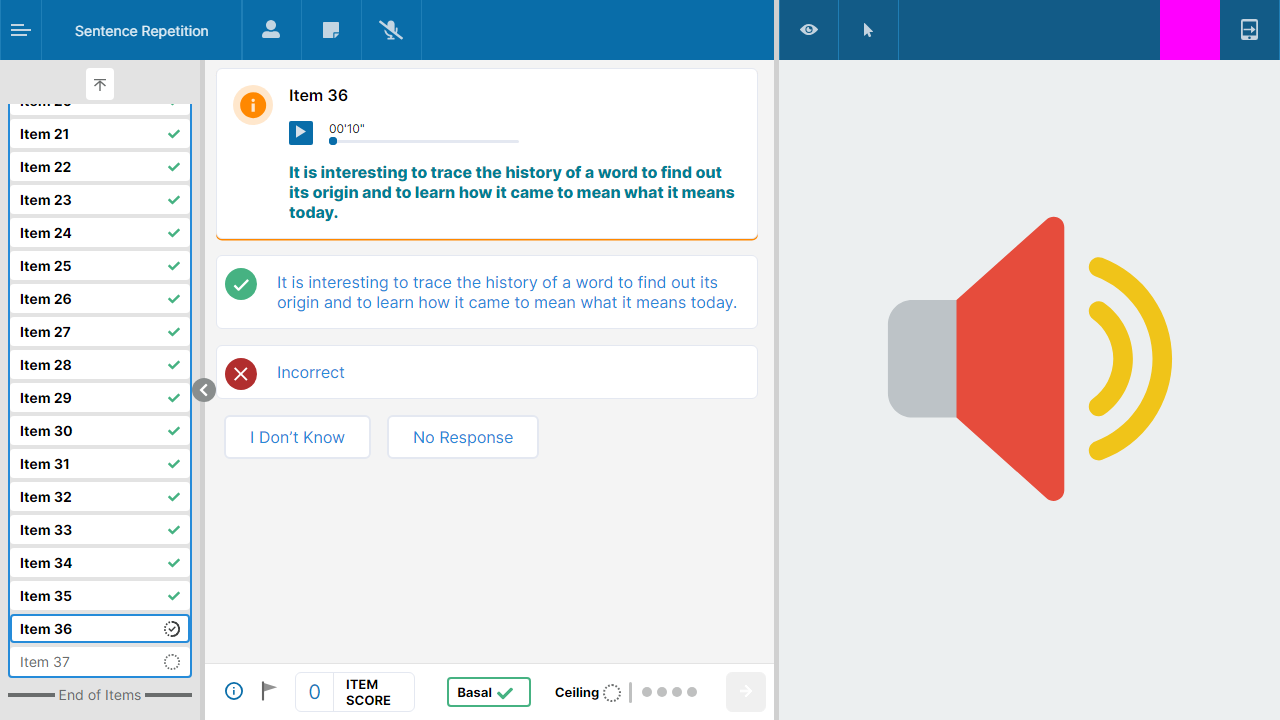 Sentence Repetition
Item 21
Item 22
Item 23
Item 24
Item 25
Item 26
Item 27
Item 28
Item 29
Item 30
Item 31
Item 32
Item 33
Item 34
Item 35
Item 36
Item 37
End of Items
Item 36
00'10"
It is interesting to trace the history of a word to find out
its origin and to learn how it came to mean what it means
today.
It is interesting to trace the history of a word to find out its
origin and to learn how it came to mean what it means today.
Incorrect
I Don’t Know
No Response
0
ITEM
SCORE
Basal
Ceiling